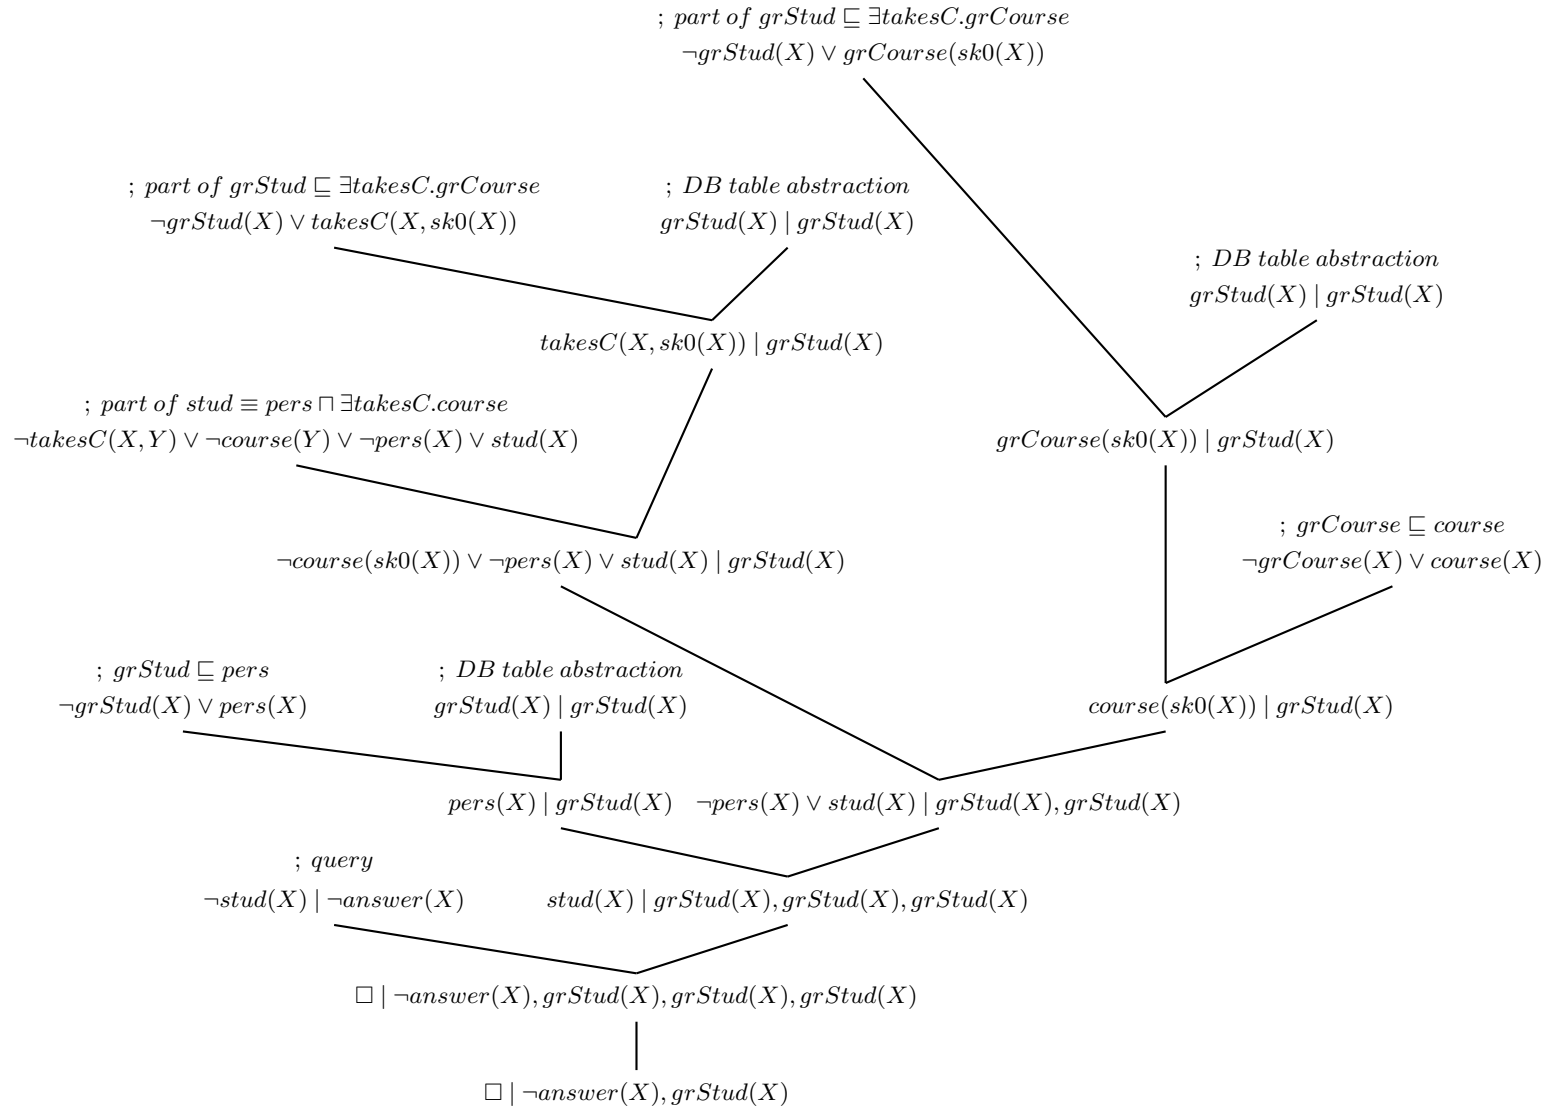 ; part of grStud ⊑ ∃takesC.grCourse
¬grStud(X) ∨ grCourse(sk0(X))
; part of grStud ⊑ ∃takesC.grCourse
¬grStud(X) ∨ takesC(X, sk0(X))
; DB table abstraction
grStud(X) | grStud(X)
; DB table abstraction
grStud(X) | grStud(X)
takesC(X, sk0(X)) | grStud(X)
; part of stud ≡ pers ⊓ ∃takesC.course
¬takesC(X, Y) ∨ ¬course(Y) ∨ ¬pers(X) ∨ stud(X)
grCourse(sk0(X)) | grStud(X)
; grCourse ⊑ course
¬grCourse(X) ∨ course(X)
¬course(sk0(X)) ∨ ¬pers(X) ∨ stud(X) | grStud(X)
; grStud ⊑ pers
¬grStud(X) ∨ pers(X)
; DB table abstraction
grStud(X) | grStud(X)
course(sk0(X)) | grStud(X)
pers(X) | grStud(X)
¬pers(X) ∨ stud(X) | grStud(X), grStud(X)
; query
¬stud(X) | ¬answer(X)
stud(X) | grStud(X), grStud(X), grStud(X)
□ | ¬answer(X), grStud(X), grStud(X), grStud(X)
□ | ¬answer(X), grStud(X)